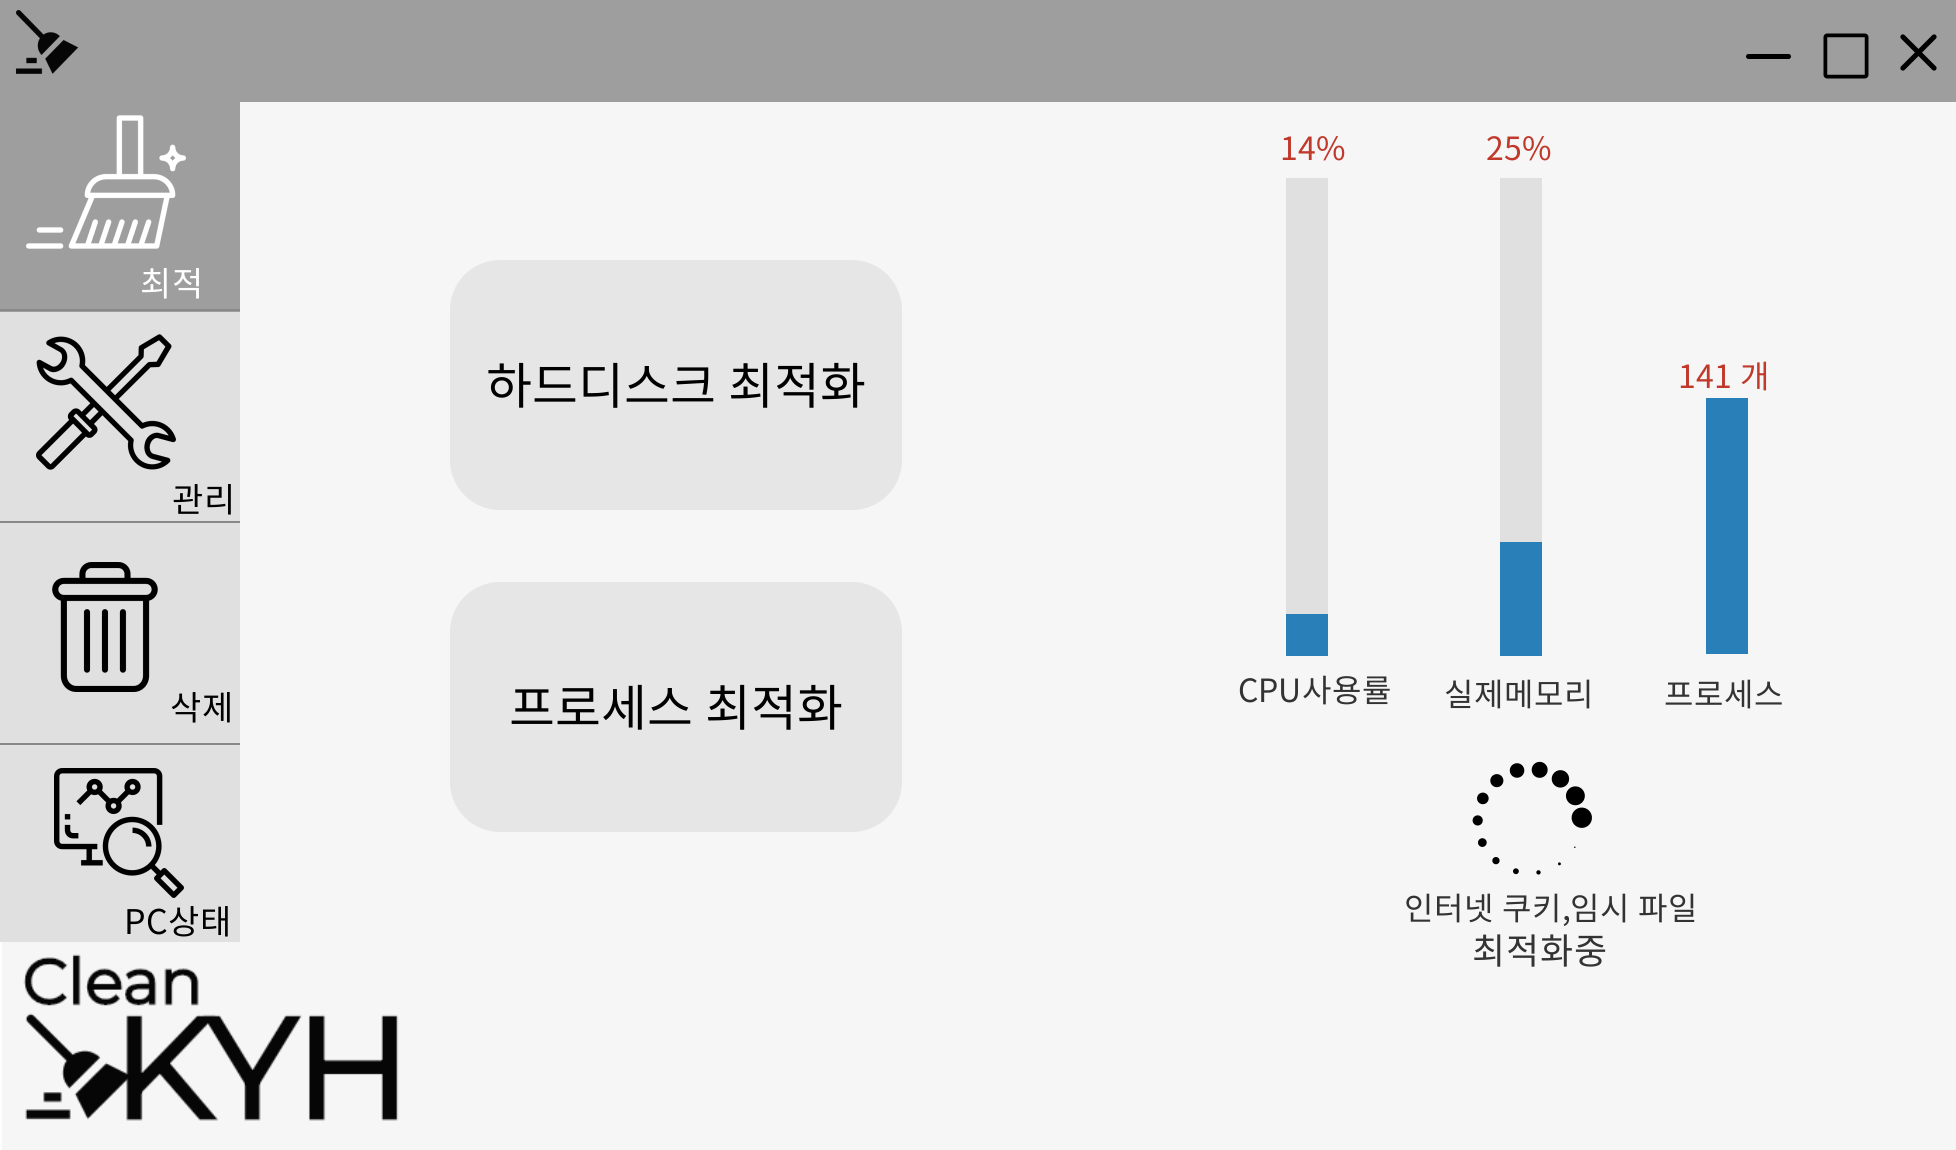 최적
관리
삭제
PC상태
하드디스크 최적화
프로세스 최적화
14%
25%
141 개
CPU사용률
실제메모리
프로세스
인터넷 쿠키,임시 파일
최적화중
Clean
KYH